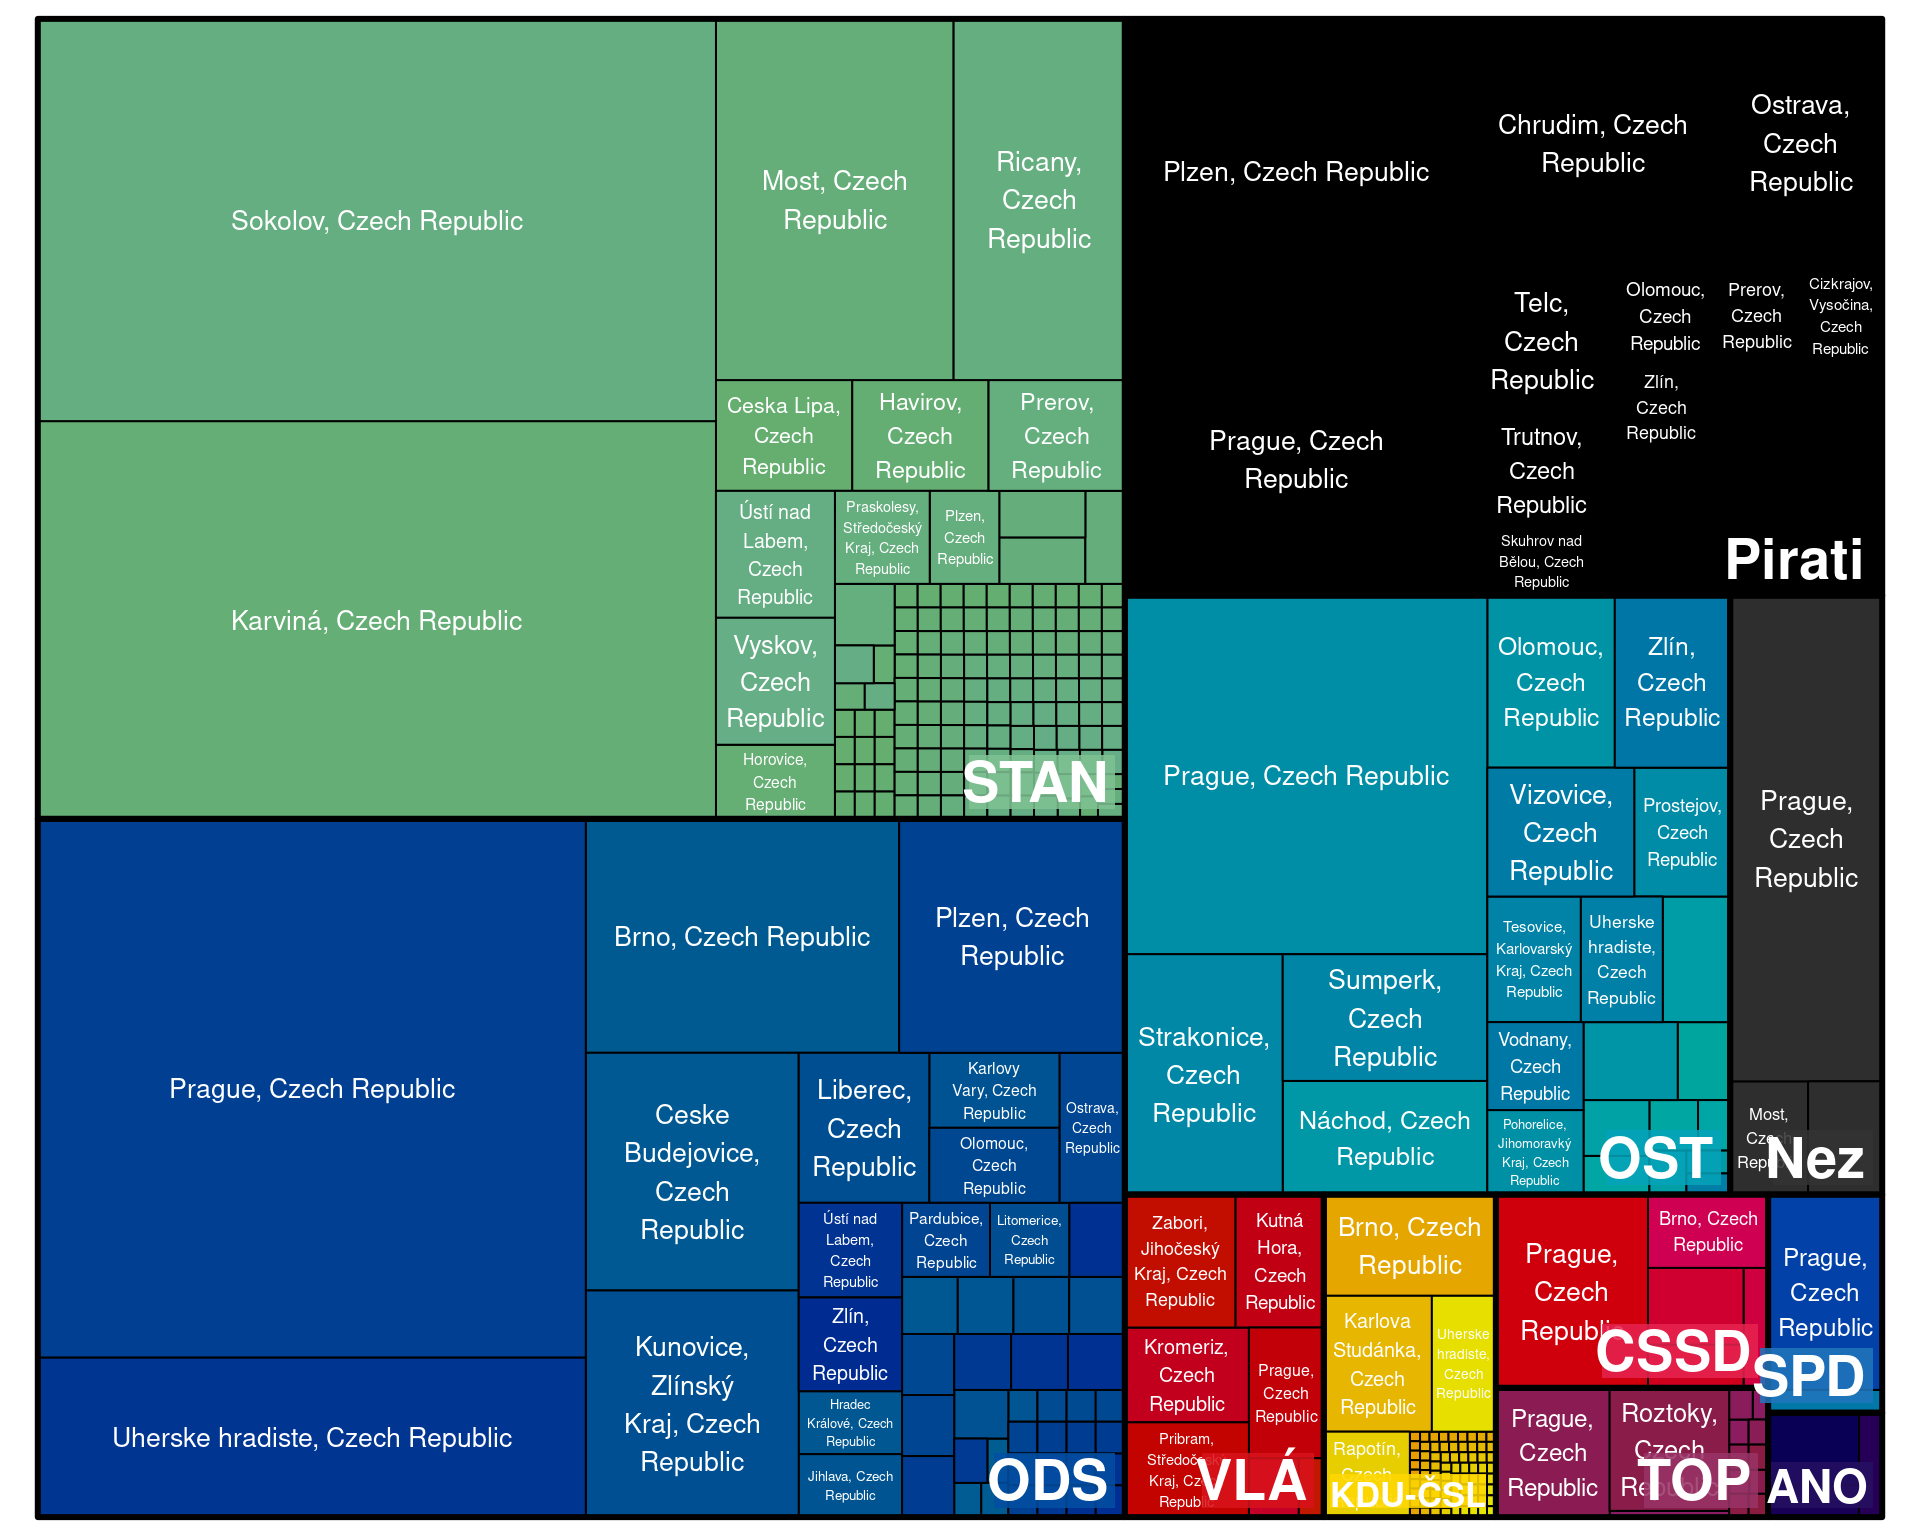 Sokolov, Czech Republic
Most, Czech
Republic
Ricany,
Czech
Republic
Karviná, Czech Republic
Ceska Lipa,
Czech
Republic
Havirov,
Czech
Republic
Prerov,
Czech
Republic
Ústí nad
Labem,
Czech
Republic
Praskolesy,
Středočeský
Kraj, Czech
Republic
Plzen,
Czech
Republic
Vyskov,
Czech
Republic
Horovice,
Czech
Republic
STAN
Plzen, Czech Republic
Chrudim, Czech
Republic
Ostrava,
Czech
Republic
Prague, Czech
Republic
Telc,
Czech
Republic
Olomouc,
Czech
Republic
Prerov,
Czech
Republic
Cizkrajov,
Vysočina,
Czech
Republic
Zlín,
Czech
Republic
Trutnov,
Czech
Republic
Skuhrov nad
Bělou, Czech
Republic
Pirati
Prague, Czech Republic
Uherske hradiste, Czech Republic
Brno, Czech Republic
Plzen, Czech
Republic
Ceske
Budejovice,
Czech
Republic
Kunovice,
Zlínský
Kraj, Czech
Republic
Liberec,
Czech
Republic
Karlovy
Vary, Czech
Republic
Olomouc,
Czech
Republic
Ostrava,
Czech
Republic
Ústí nad
Labem,
Czech
Republic
Pardubice,
Czech
Republic
Litomerice,
Czech
Republic
Zlín,
Czech
Republic
Hradec
Králové, Czech
Republic
Jihlava, Czech
Republic
ODS
Prague, Czech Republic
Olomouc,
Czech
Republic
Zlín,
Czech
Republic
Vizovice,
Czech
Republic
Prostejov,
Czech
Republic
Strakonice,
Czech
Republic
Sumperk,
Czech
Republic
Náchod, Czech
Republic
Tesovice,
Karlovarský
Kraj, Czech
Republic
Uherske
hradiste,
Czech
Republic
Vodnany,
Czech
Republic
Pohorelice,
Jihomoravký
Kraj, Czech
Republic
OST
Prague,
Czech
Republic
Most,
Czech
Republic
Nez
Zabori,
Jihočeský
Kraj, Czech
Republic
Kutná
Hora,
Czech
Republic
Kromeriz,
Czech
Republic
Prague,
Czech
Republic
Pribram,
Středočeský
Kraj, Czech
Republic
VLÁ
Brno, Czech
Republic
Karlova
Studánka,
Czech
Republic
Uherske
hradiste,
Czech
Republic
Rapotín,
Czech
KDU-ČSL
Prague,
Czech
Republic
Brno, Czech
Republic
CSSD
Prague,
Czech
Republic
SPD
Prague,
Czech
Republic
Roztoky,
Czech
Republic
TOP
ANO